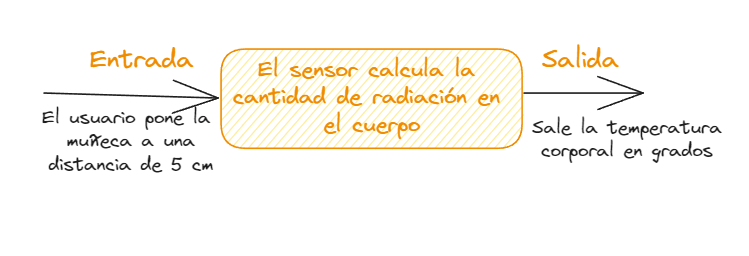 Entrada
El usuario pone la
muñeca a una
distancia de 5 cm
El sensor calcula la
cantidad de radiación en
el cuerpo
Salida
Sale la temperatura
corporal en grados